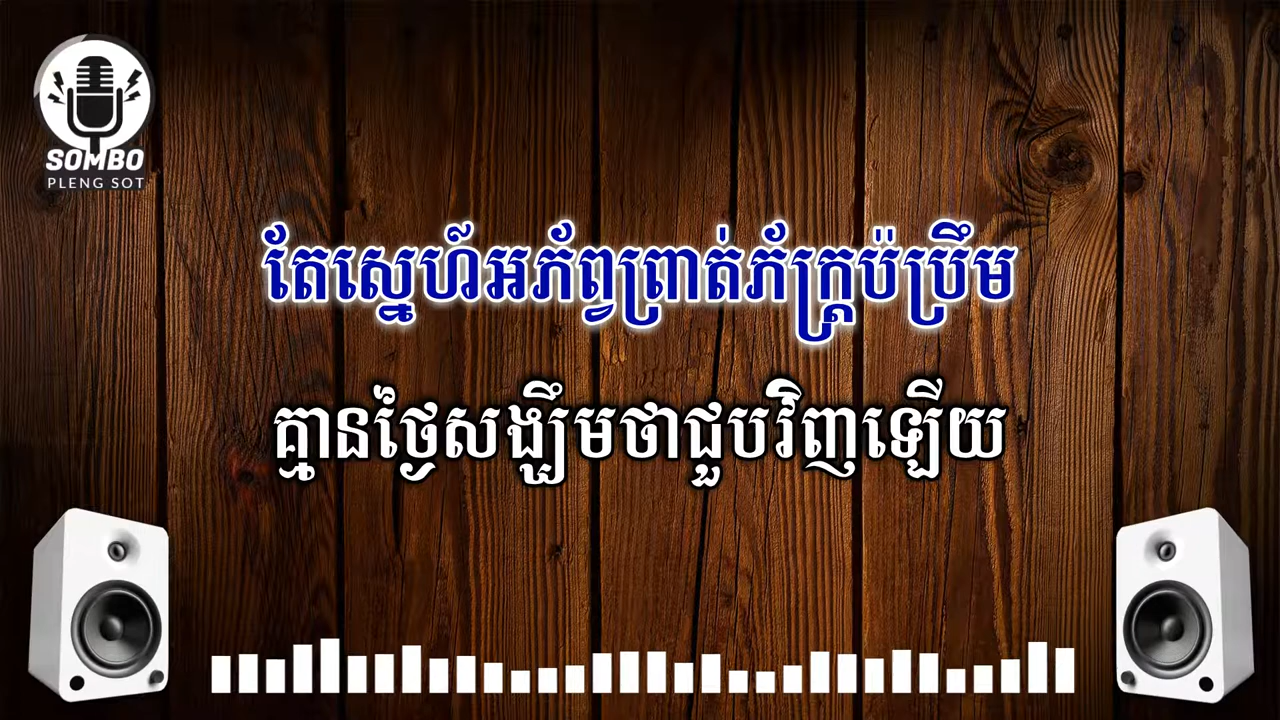 SOMBO
PLENG SOT
តែស្នេហ៍អភ័ព្វព្រាត់ភ័ក្ត្រប៉ប្រឹម
គ្មានថ្ងៃសង្ឃឹមថាជួបវិញឡើយ